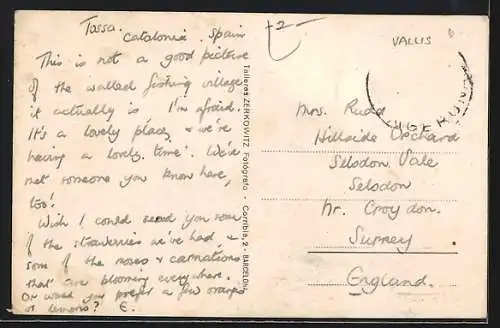 Tossa.
Catalonia. Spain
This is not a good picture
of the walled fishing village
it actually is I'm afraid.
It's a lovely place, & we're
having a lovely time! We've
met someone you know here,
too!
Wish I could send you some
of the strawberries we've had &
some of the roses & carnations
that are blooming everywhere.
Or would you prefer a few oranges
or lemons? E.
Talleres ZERKOWITZ Fotógrafo - Corribia, 2 - BARCELONA
+2-
VALLIS
Mrs. Rudd
Hillside Orchard
Selsdon Vale
Selsdon
Nr. Croydon.
Surrey
England.